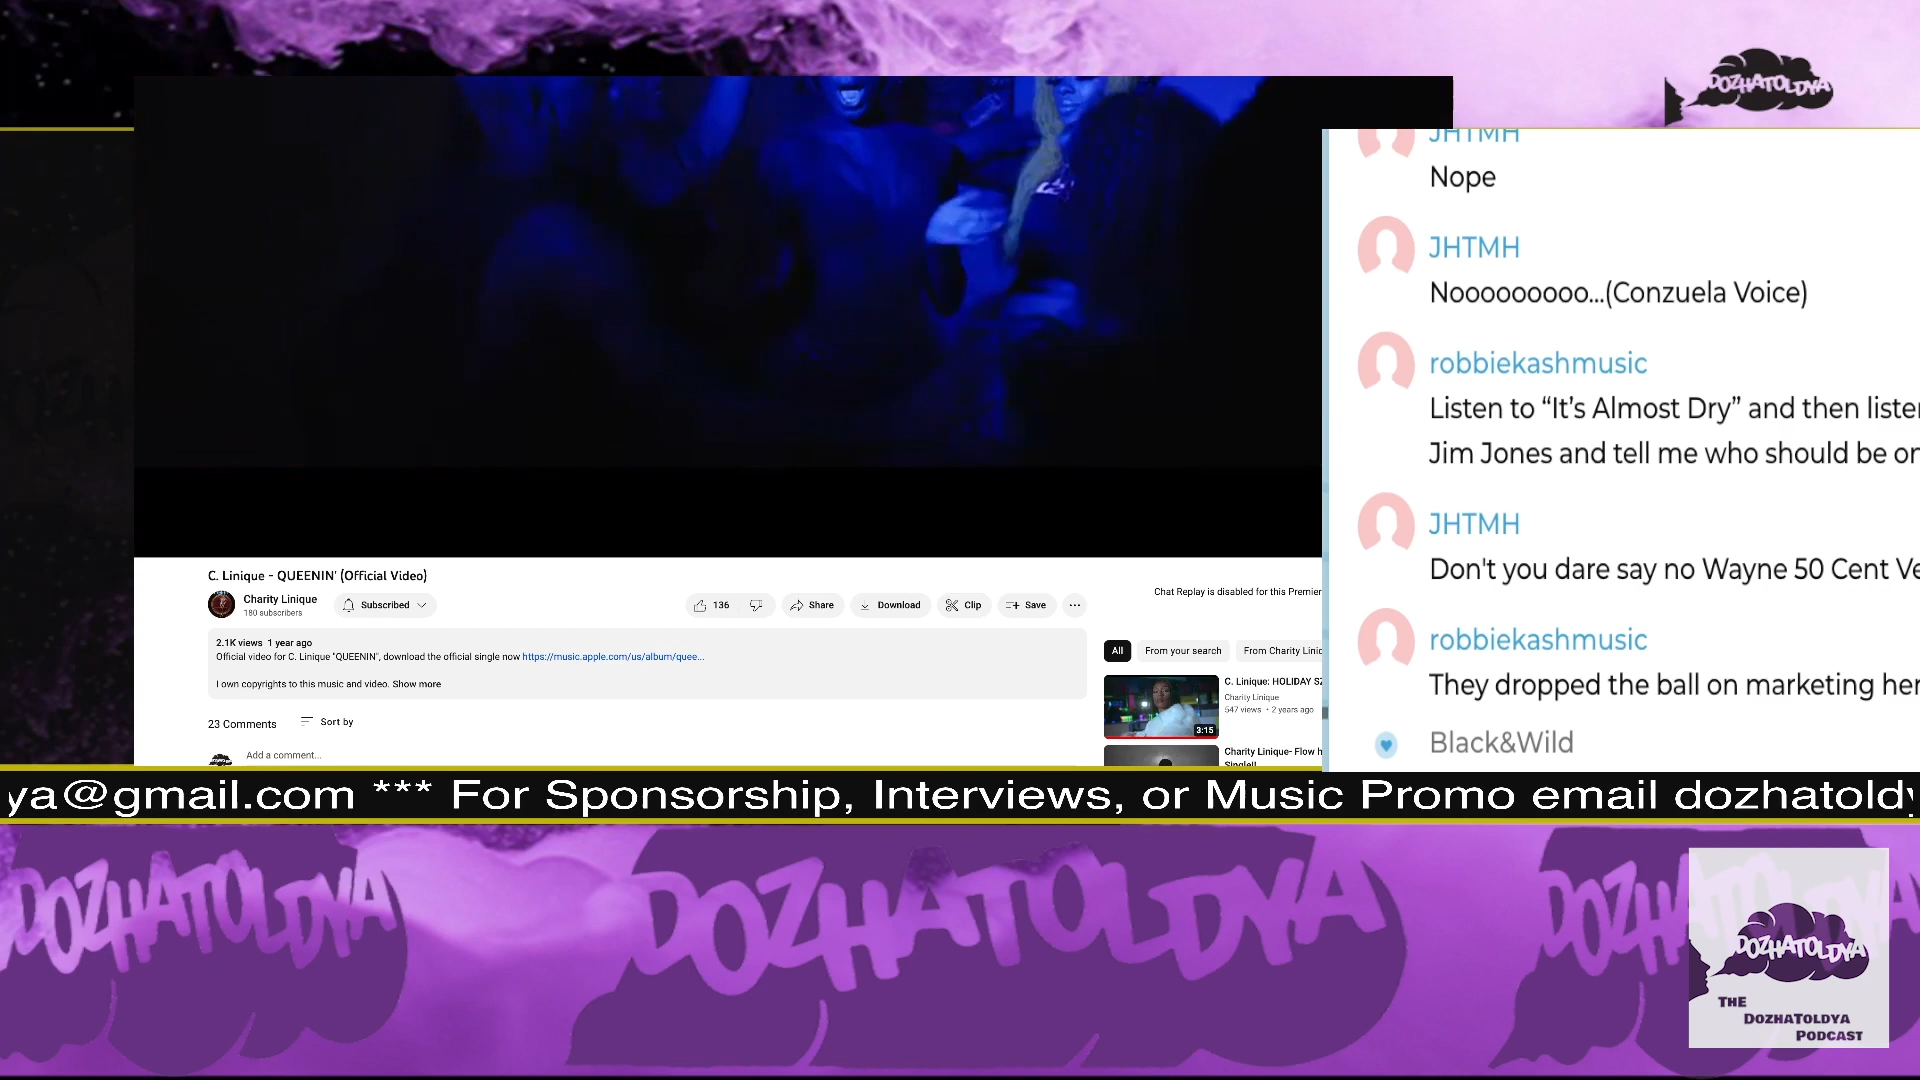 DOZHATOLDYA
JHTMH
Nope
JHTMH
Nooooooooo...(Conzuela Voice)
robbiekashmusic
Listen to “It’s Almost Dry” and then
Jim Jones and tell me who should be
JHTMH
Don't you dare say no Wayne 50 Cent
robbiekashmusic
They dropped the ball on marketing her
Black&Wild
C. Linique - QUEENIN' (Official Video)
Charity Linique
180 subscribers
Subscribed
136
Share
Download
Clip
Save
2.1K views 1 year ago
Official video for C. Linique "QUEENIN", download the official single now https://music.apple.com/us/album/quee...
I own copyrights to this music and video. Show more
23 Comments
Sort by
Add a comment...
Chat Replay is disabled for this
All
From your search
From Charity
C. Linique: HOLIDAY
Charity Linique
547 views • 2 years ago
3:15
Charity Linique- Flow
Single!!
ya@gmail.com *** For Sponsorship, Interviews, or Music Promo email dozhatoldy
DOZHATOLDYA
DOZHATOLDYA
DOZHATOLDYA
THE
DOZHATOLDYA
PODCAST